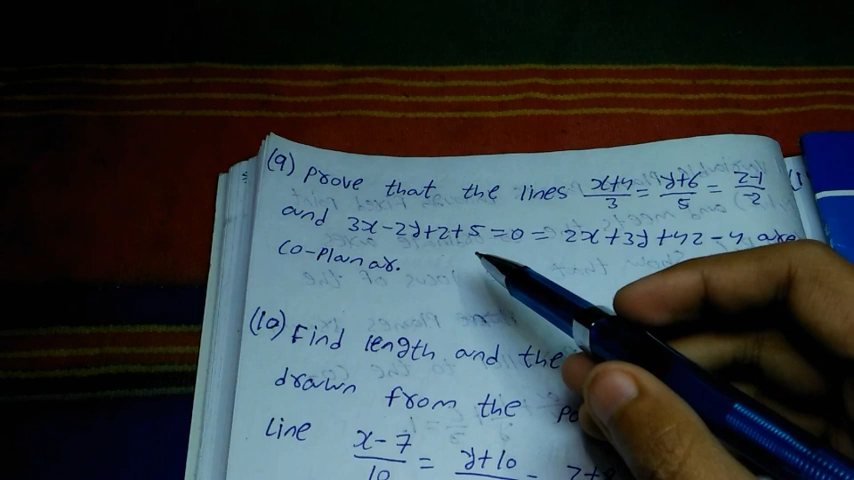 (9) Prove that the lines x+4/3 = y+6/5 = z-1/-2
and 3x-2y+z+5=0 = 2x+3y+4z-4 are
co-planar.
(10) Find length and the
drawn from the
line x-7/10 = y+10